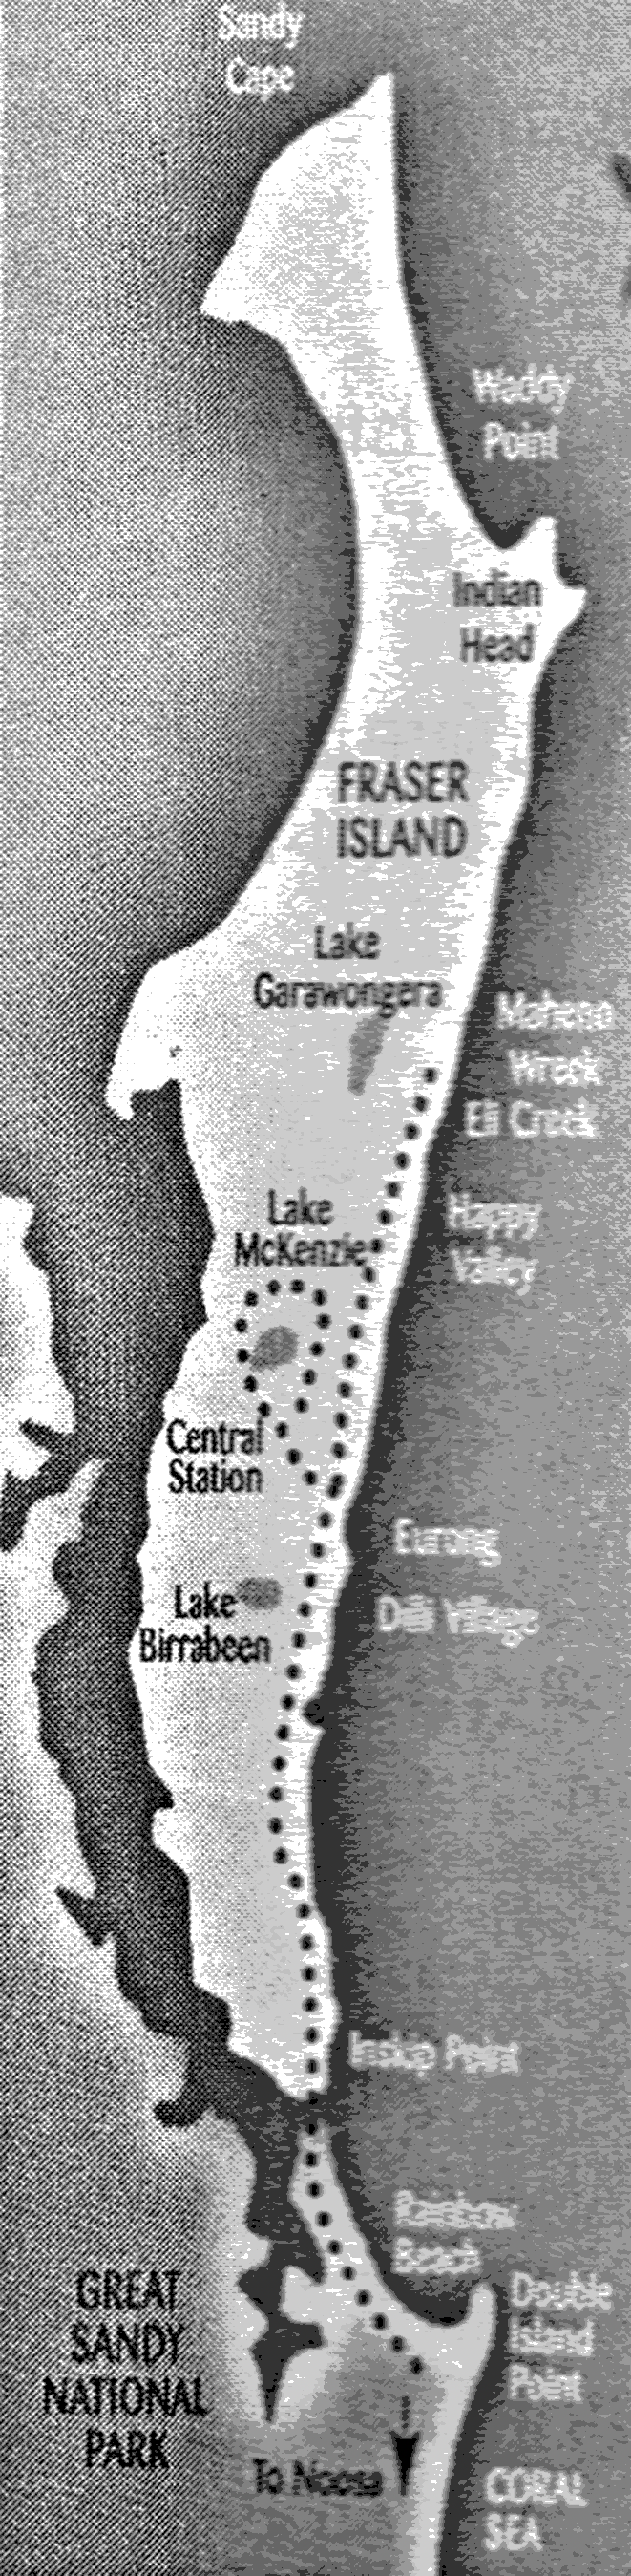 Sandy
Cape
Waddy
Point
Indian
Head
FRASER
ISLAND
Lake
Garawongera
Maheno
Wreck
Eli Creek
Lake
McKenzie
Happy
Valley
Central
Station
Eurong
Lake
Birrabeen
Dilli Village
Inskip Point
Rainbow
Beach
GREAT
SANDY
NATIONAL
PARK
Double
Island
Point
To Noosa
CORAL
SEA